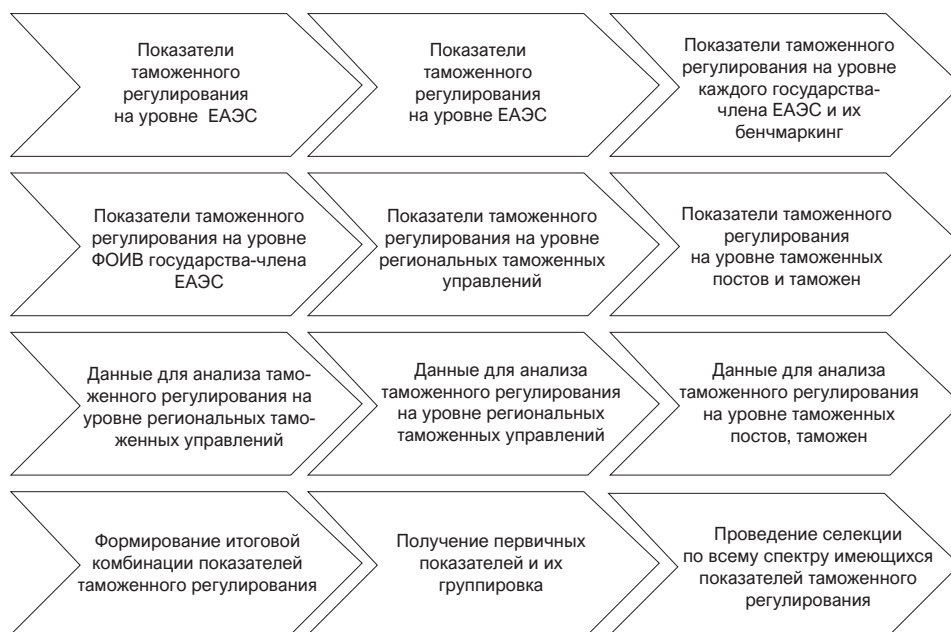 Показатели
таможенного
регулирования
на уровне ЕАЭС
Показатели
таможенного
регулирования
на уровне ЕАЭС
Показатели таможенного
регулирования на уровне
каждого государства-
члена ЕАЭС и их
бенчмаркинг
Показатели таможенного
регулирования на уровне
ФОИВ государства-члена
ЕАЭС
Показатели таможенного
регулирования на уровне
региональных таможенных
управлений
Показатели таможенного
регулирования
на уровне таможенных
постов и таможен
Данные для анализа тамо-
женного регулирования на
уровне региональных тамо-
женных управлений
Данные для анализа
таможенного регулирования
на уровне региональных
таможенных управлений
Данные для анализа
таможенного регулирования
на уровне таможенных
постов, таможен
Формирование итоговой
комбинации показателей
таможенного регулирования
Получение первичных
показателей и их
группировка
Проведение селекции
по всему спектру имеющихся
показателей таможенного
регулирования